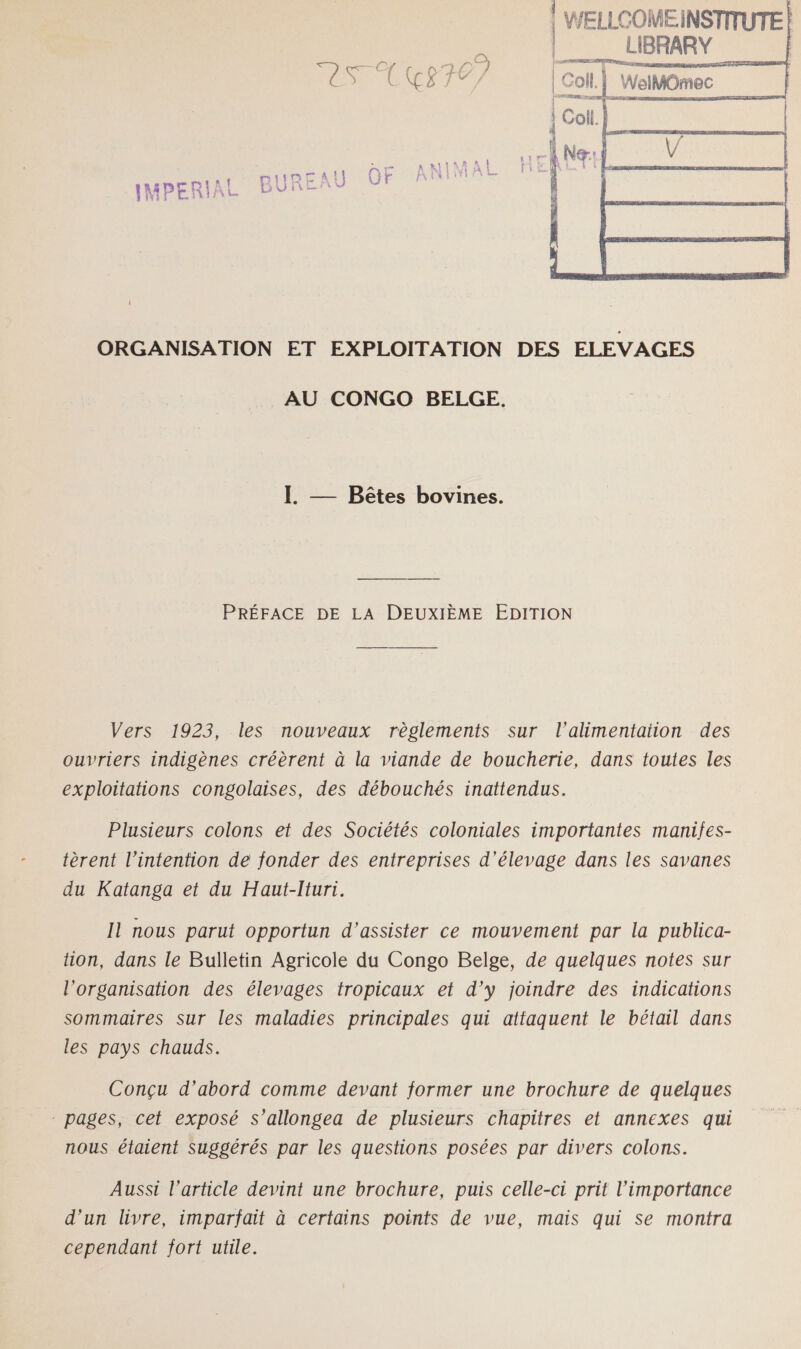 WELLCOME INSTITUTE
LIBRARY
Coll. WelMOmec
Coll.
No. V
IMPERIAL BUREAU OF ANIMAL
ORGANISATION ET EXPLOITATION DES ELEVAGES
AU CONGO BELGE.
I. — Bêtes bovines.
PRÉFACE DE LA DEUXIÈME EDITION
Vers 1923, les nouveaux règlements sur l'alimentation des
ouvriers indigènes créèrent à la viande de boucherie, dans toutes les
exploitations congolaises, des débouchés inattendus.
Plusieurs colons et des Sociétés coloniales importantes manifes-
tèrent l'intention de fonder des entreprises d'élevage dans les savanes
du Katanga et du Haut-Ituri.
Il nous parut opportun d'assister ce mouvement par la publica-
tion, dans le Bulletin Agricole du Congo Belge, de quelques notes sur
l'organisation des élevages tropicaux et d'y joindre des indications
sommaires sur les maladies principales qui attaquent le bétail dans
les pays chauds.
Conçu d'abord comme devant former une brochure de quelques
pages, cet exposé s'allongea de plusieurs chapitres et annexes qui
nous étaient suggérés par les questions posées par divers colons.
Aussi l'article devint une brochure, puis celle-ci prit l'importance
d'un livre, imparfait à certains points de vue, mais qui se montra
cependant fort utile.